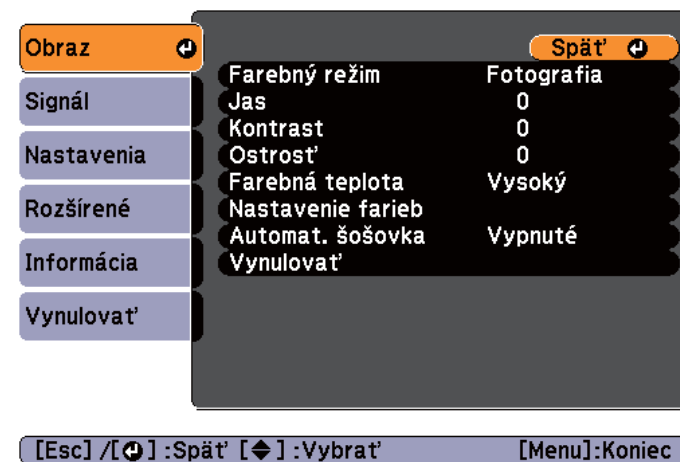 Obraz
Signál
Nastavenia
Rozšírené
Informácia
Vynulovať
Späť
Farebný režim Fotografia
Jas 0
Kontrast 0
Ostrosť 0
Farebná teplota Vysoký
Nastavenie farieb
Automat. šošovka Vypnuté
Vynulovať
[Esc] /[⏎] :Späť [◆] :Vybrať [Menu]:Koniec